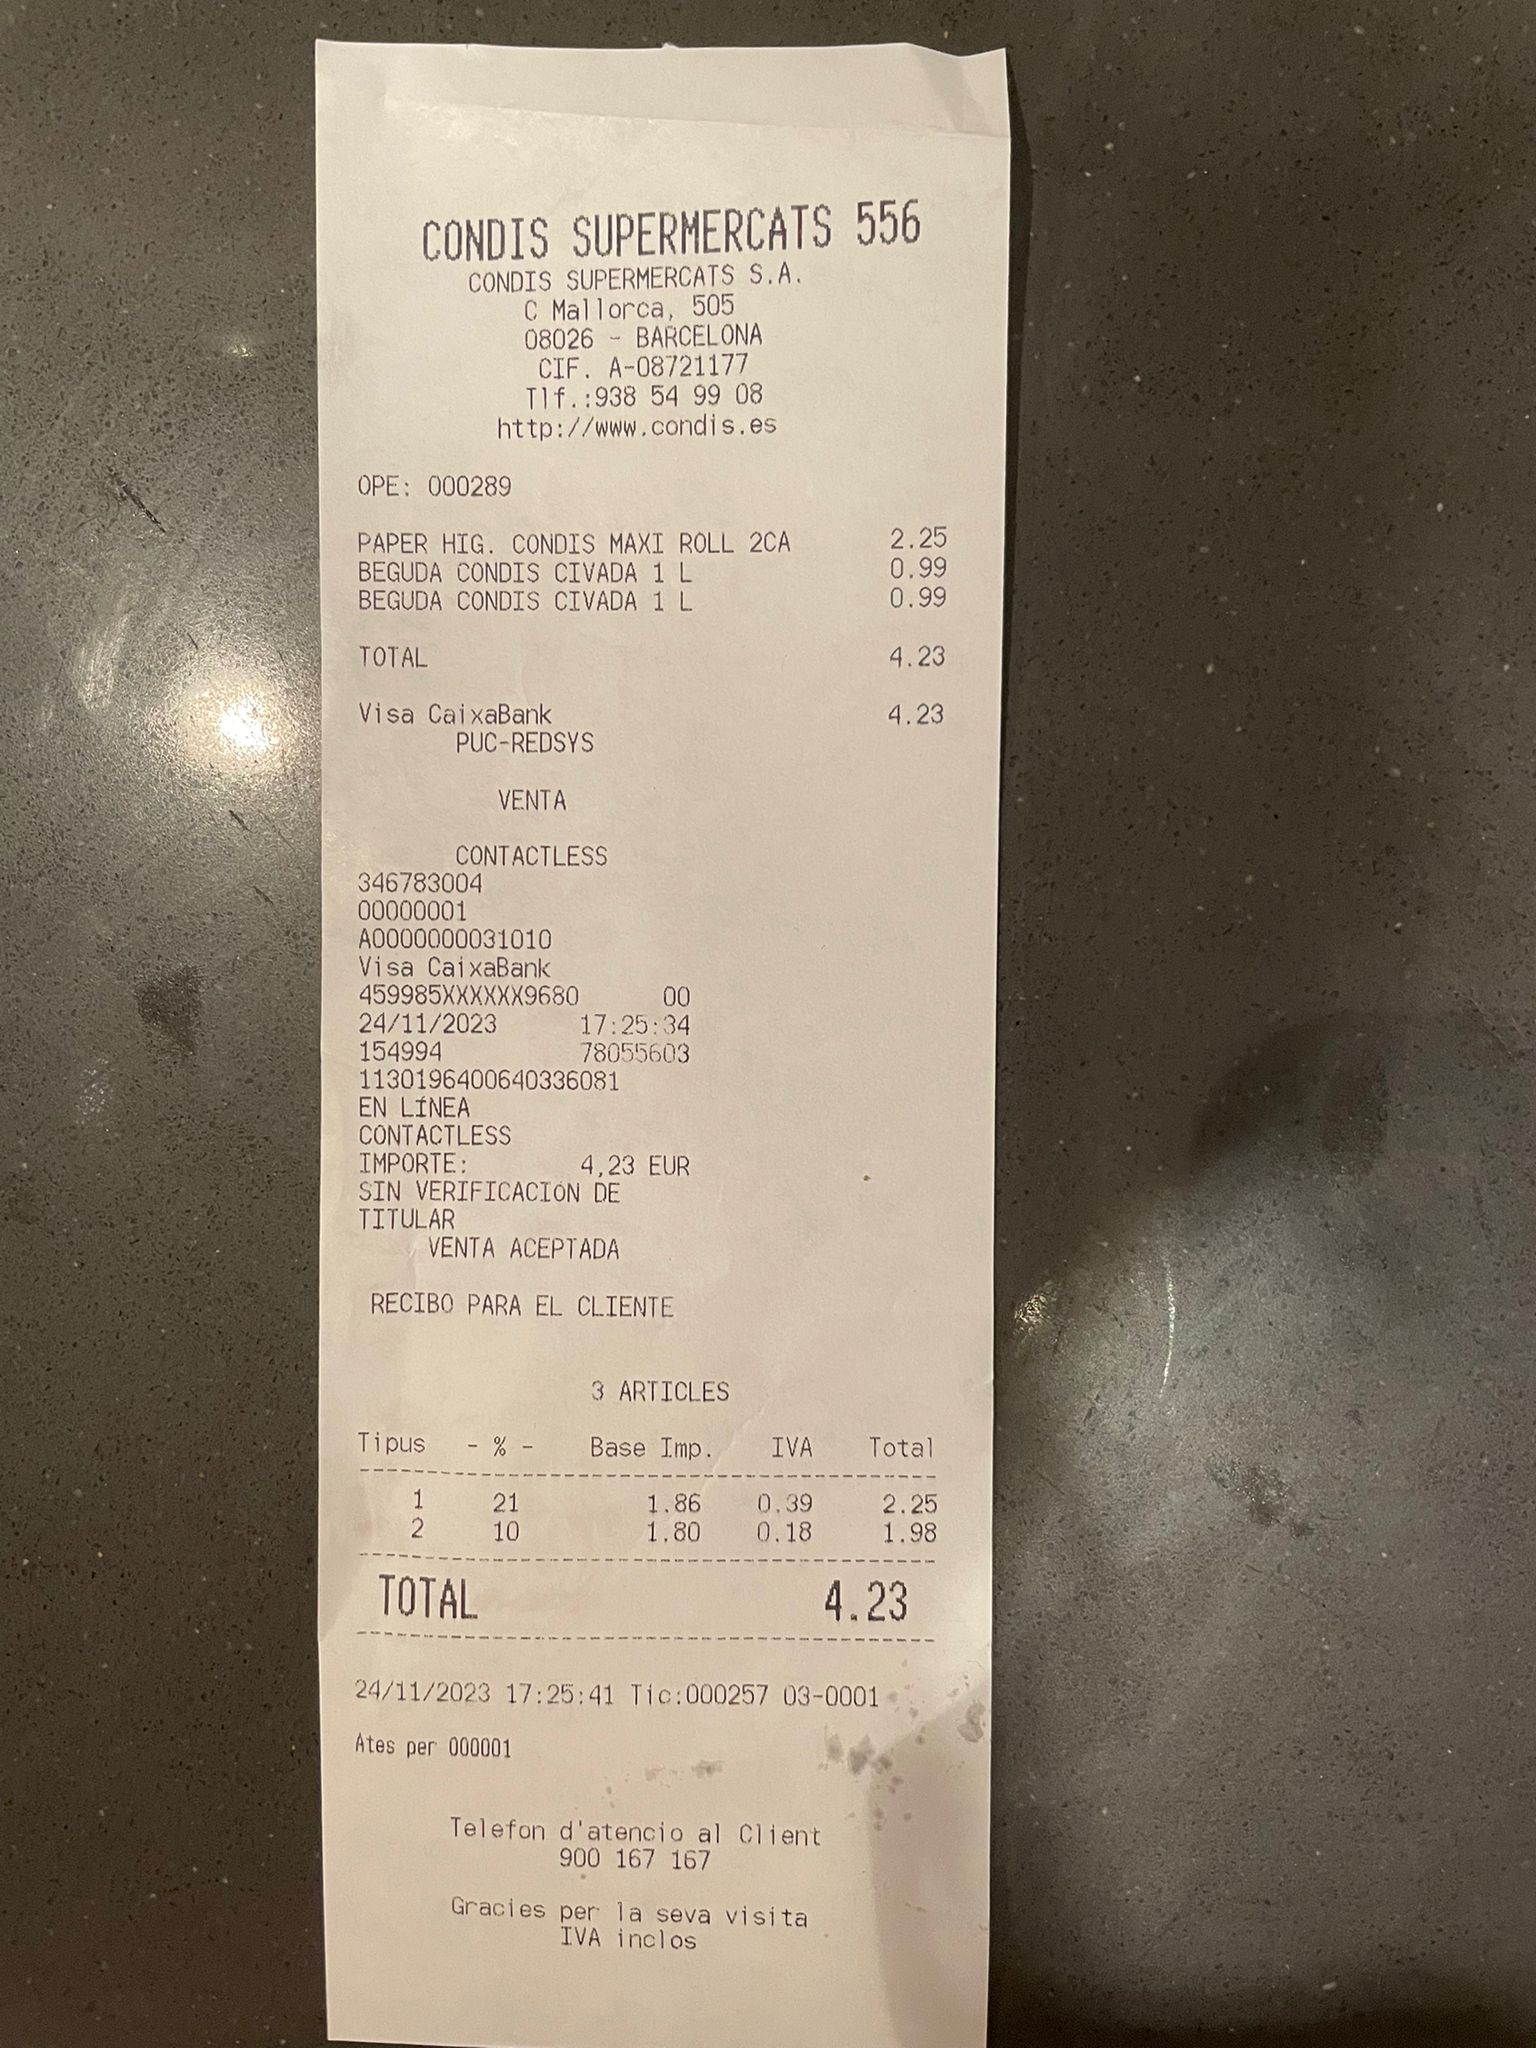 CONDIS SUPERMERCATS 556
CONDIS SUPERMERCATS S.A.
C Mallorca, 505
08026 - BARCELONA
CIF. A-08721177
Tlf.:938 54 99 08
http://www.condis.es
OPE: 000289
PAPER HIG. CONDIS MAXI ROLL 2CA 2.25
BEGUDA CONDIS CIVADA 1 L 0.99
BEGUDA CONDIS CIVADA 1 L 0.99
TOTAL 4.23
Visa CaixaBank 4.23
PUC-REDSYS
VENTA
CONTACTLESS
346783004
00000001
A0000000031010
Visa CaixaBank
459985XXXXXX9680 00
24/11/2023 17:25:34
154994 78055603
1130196400640336081
EN LÍNEA
CONTACTLESS
IMPORTE: 4,23 EUR
SIN VERIFICACIÓN DE
TITULAR
VENTA ACEPTADA
RECIBO PARA EL CLIENTE
3 ARTICLES
Tipus - % - Base Imp. IVA Total
1 21 1.86 0.39 2.25
2 10 1.80 0.18 1.98
TOTAL 4.23
24/11/2023 17:25:41 Tic:000257 03-0001
Ates per 000001
Telefon d'atencio al Client
900 167 167
Gracies per la seva visita
IVA inclos